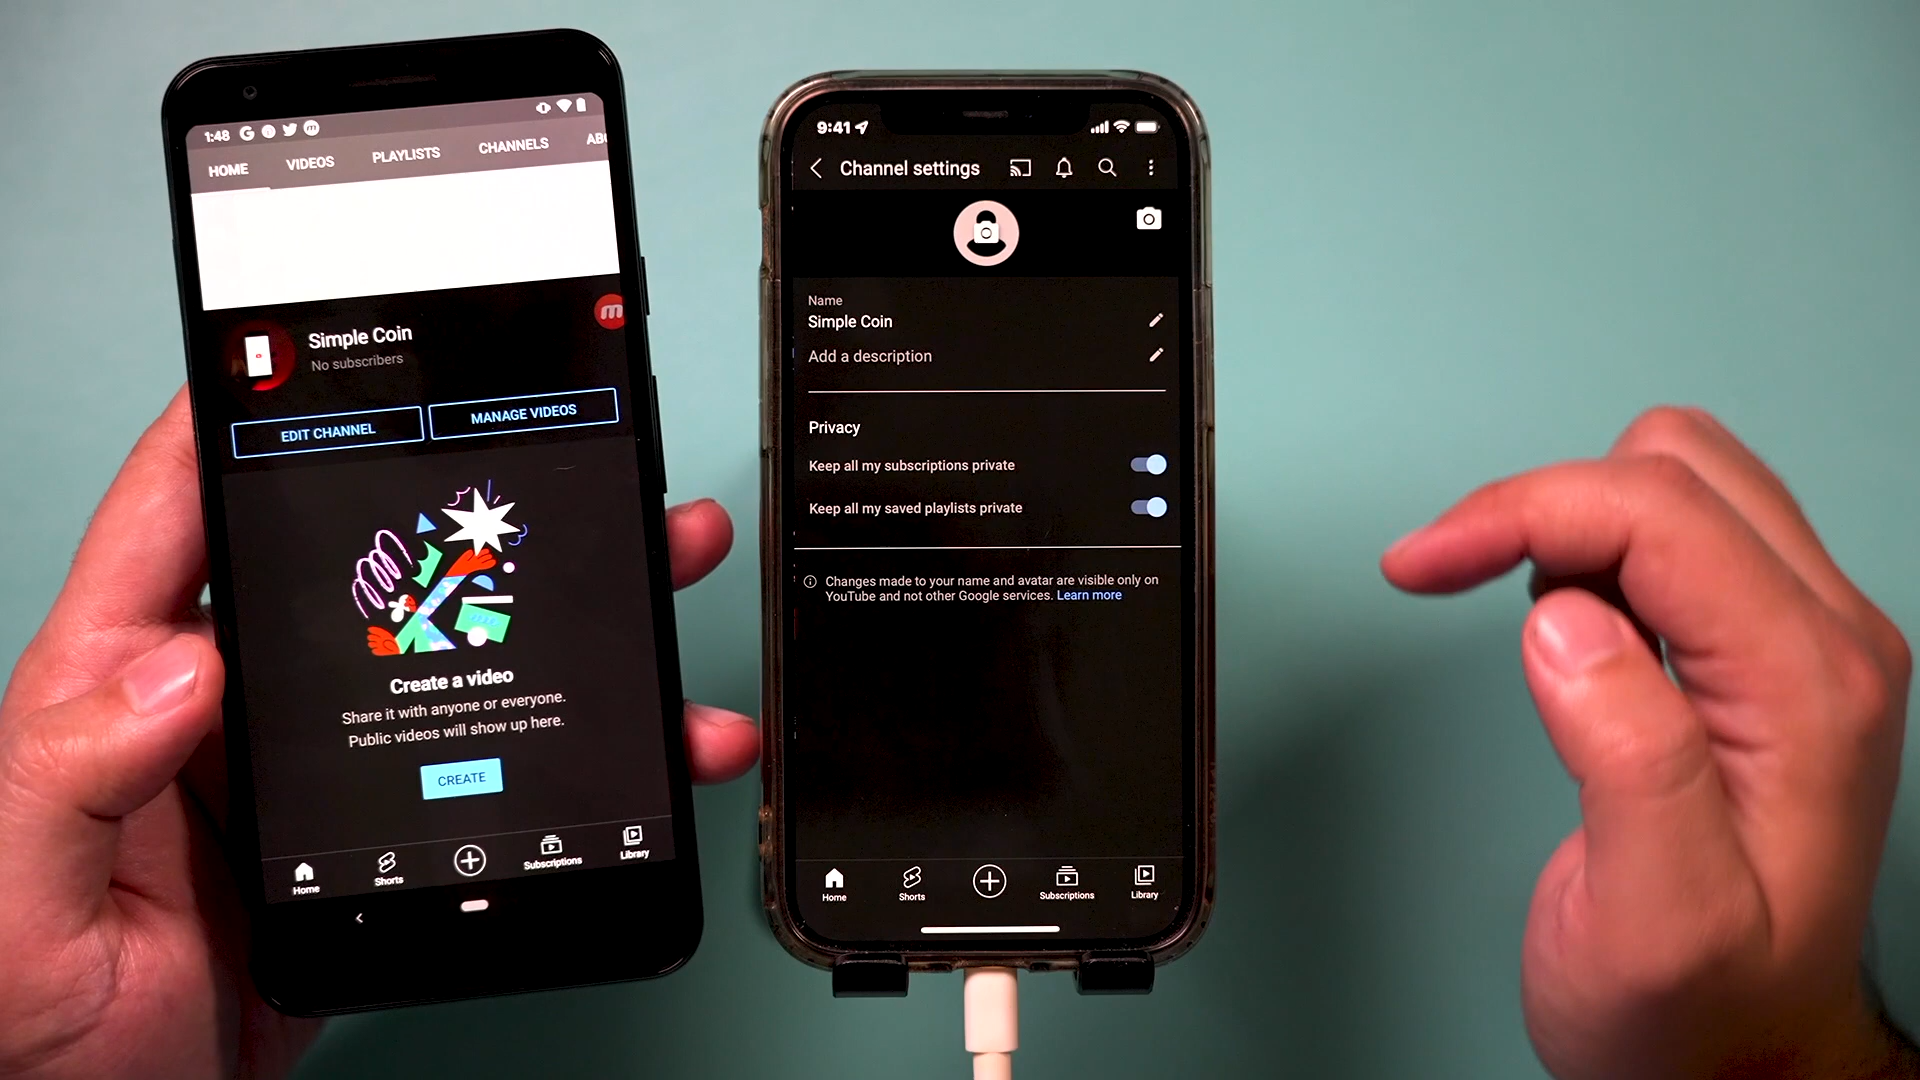 1:48
HOME VIDEOS PLAYLISTS CHANNELS
Simple Coin
No subscribers
EDIT CHANNEL MANAGE VIDEOS
Create a video
Share it with anyone or everyone.
Public videos will show up here.
CREATE
Home Shorts Subscriptions Library
9:41
Channel settings
Name
Simple Coin
Add a description
Privacy
Keep all my subscriptions private
Keep all my saved playlists private
Changes made to your name and avatar are visible only on
YouTube and not other Google services. Learn more
Home Shorts Subscriptions Library